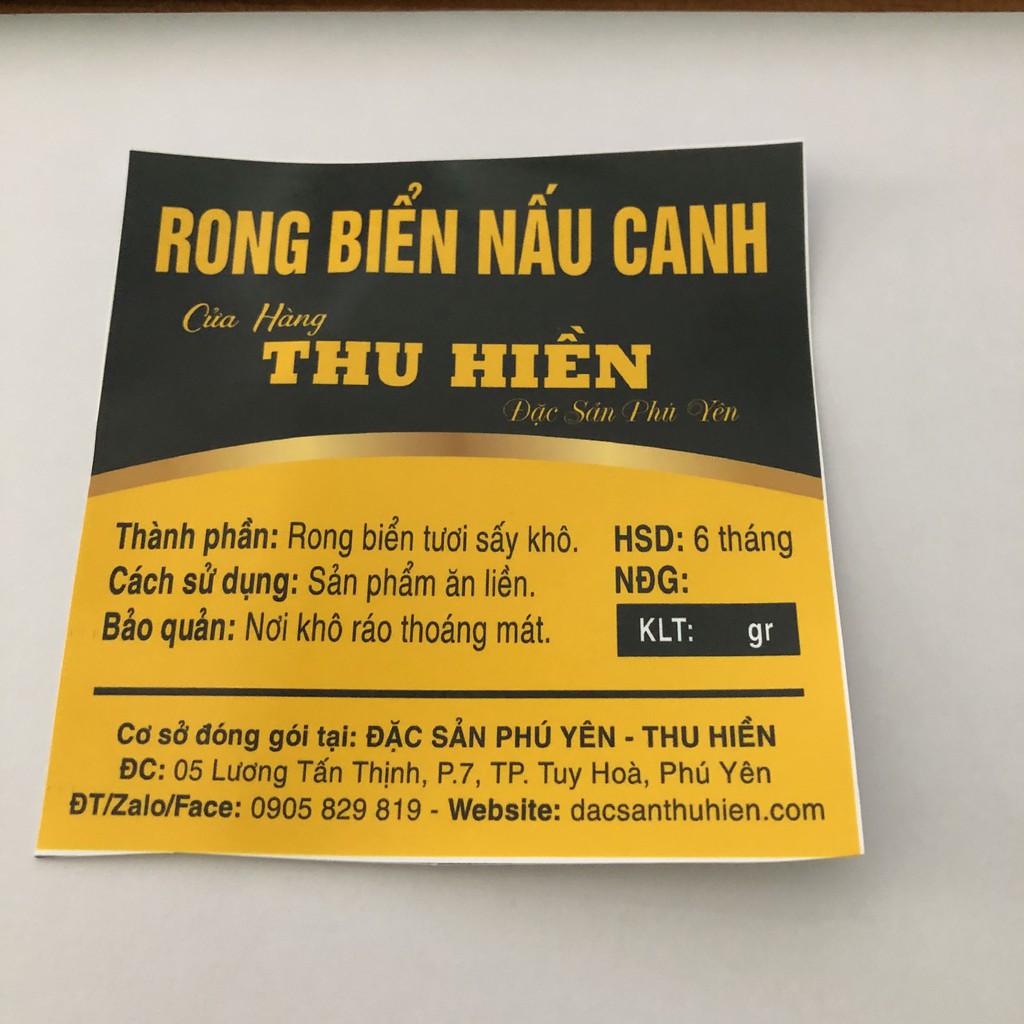 RONG BIỂN NẤU CANH
Cửa Hàng
THU HIỀN
Đặc Sản Phú Yên
Thành phần: Rong biển tươi sấy khô.
Cách sử dụng: Sản phẩm ăn liền.
Bảo quản: Nơi khô ráo thoáng mát.
HSD: 6 tháng
NĐG:
KLT: gr
Cơ sở đóng gói tại: ĐẶC SẢN PHÚ YÊN - THU HIỀN
ĐC: 05 Lương Tấn Thịnh, P.7, TP. Tuy Hoà, Phú Yên
ĐT/Zalo/Face: 0905 829 819 - Website: dacsanthuhien.com